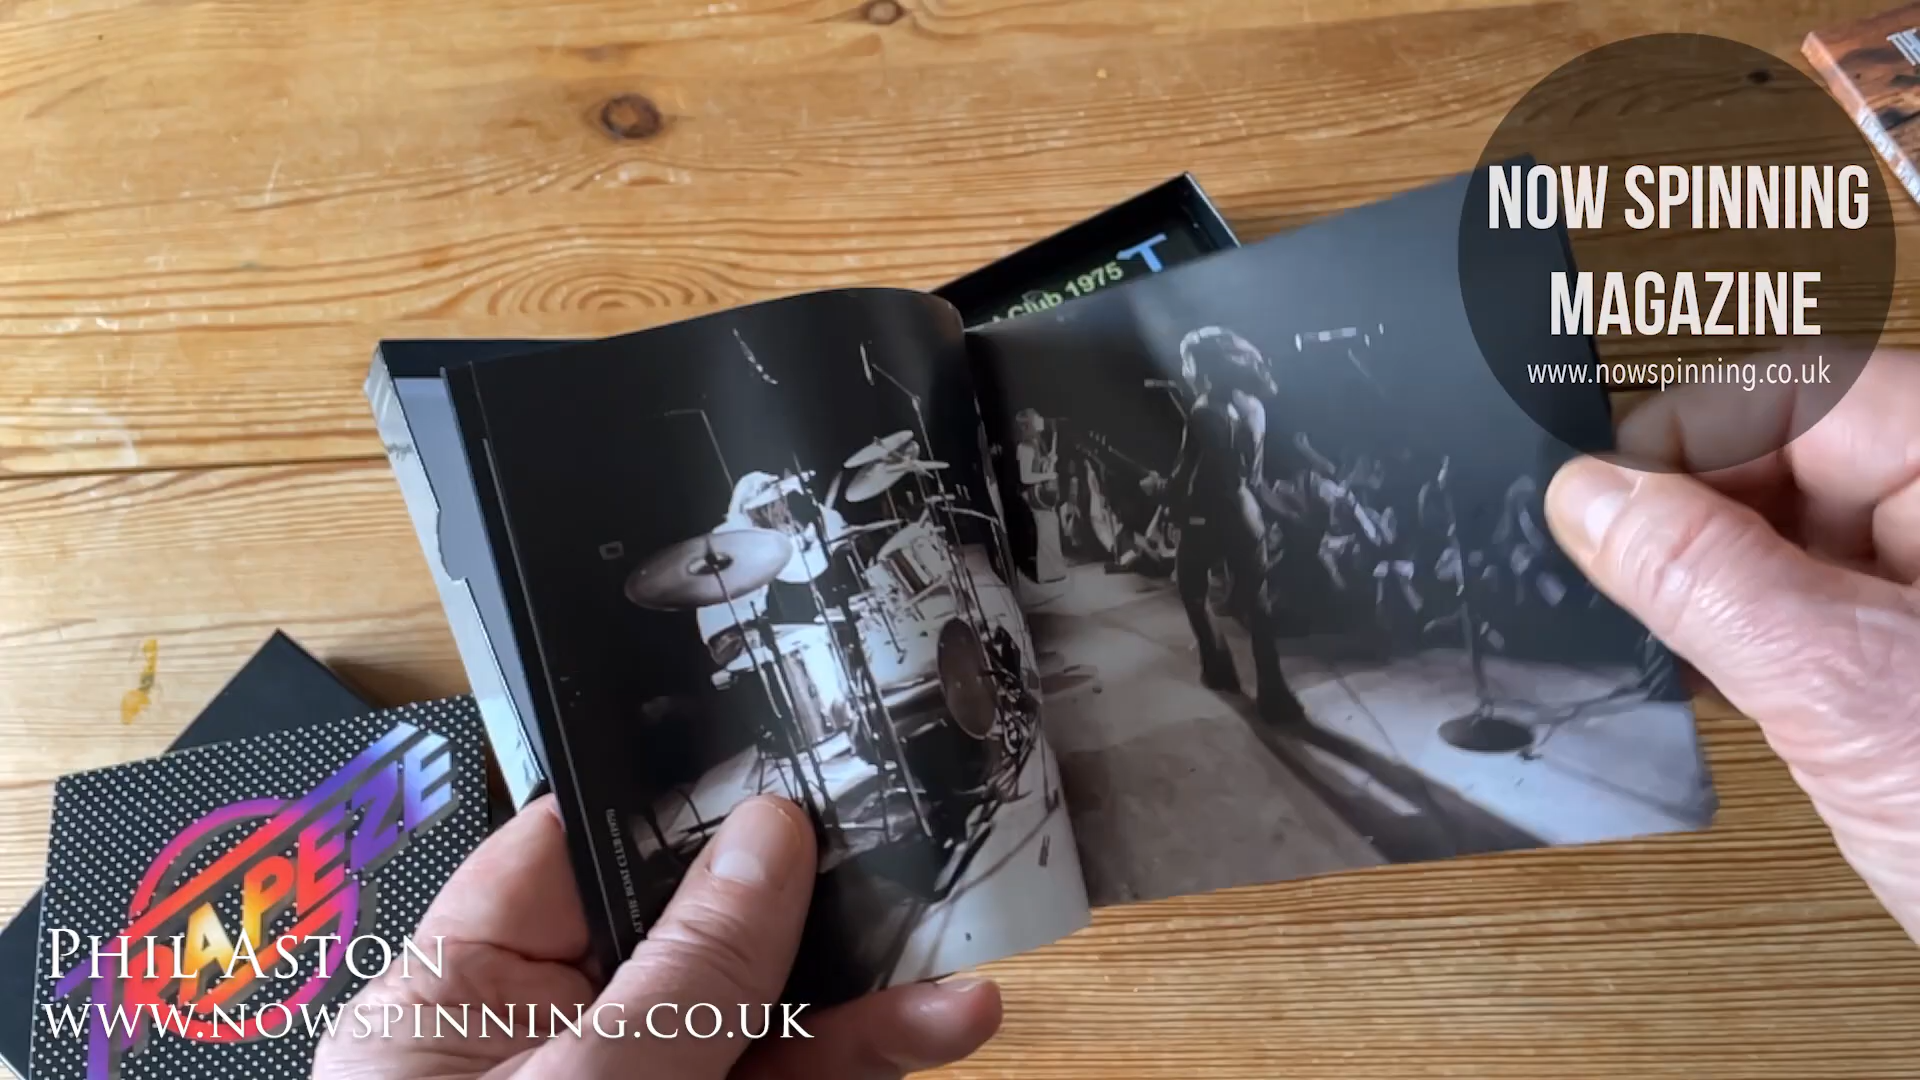 NOW SPINNING
MAGAZINE
www.nowspinning.co.uk
Club 1975
T
TRAPEZE
Phil Aston
www.nowspinning.co.uk